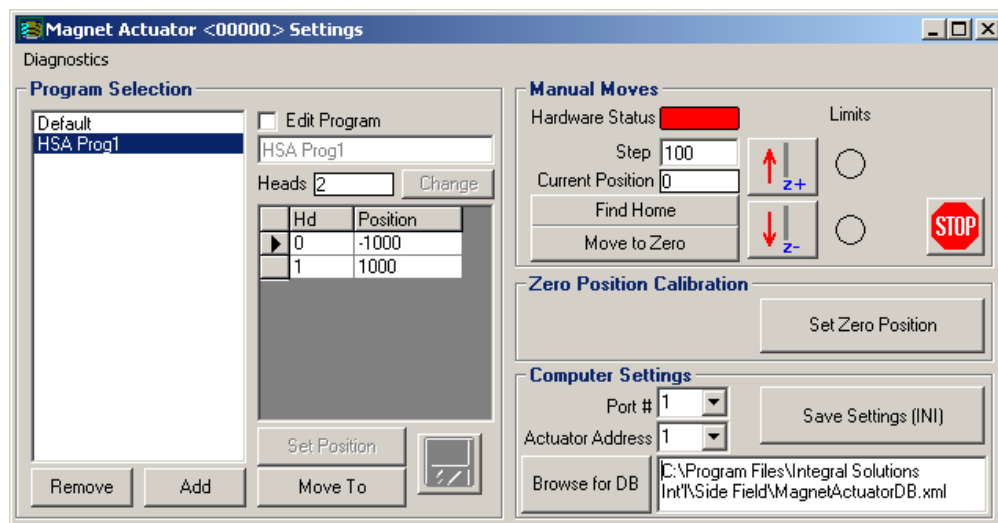 Magnet Actuator <00000> Settings
Diagnostics
Program Selection
Default
HSA Prog1
Edit Program
HSA Prog1
Heads 2 Change
Hd Position
0 -1000
1 1000
Set Position
Remove Add Move To
Manual Moves
Hardware Status
Limits
Step 100
Current Position 0
Find Home
Move to Zero
z+
z-
STOP
Zero Position Calibration
Set Zero Position
Computer Settings
Port # 1
Actuator Address 1
Save Settings (INI)
Browse for DB
C:\Program Files\Integral Solutions
Int'l\Side Field\MagnetActuatorDB.xml